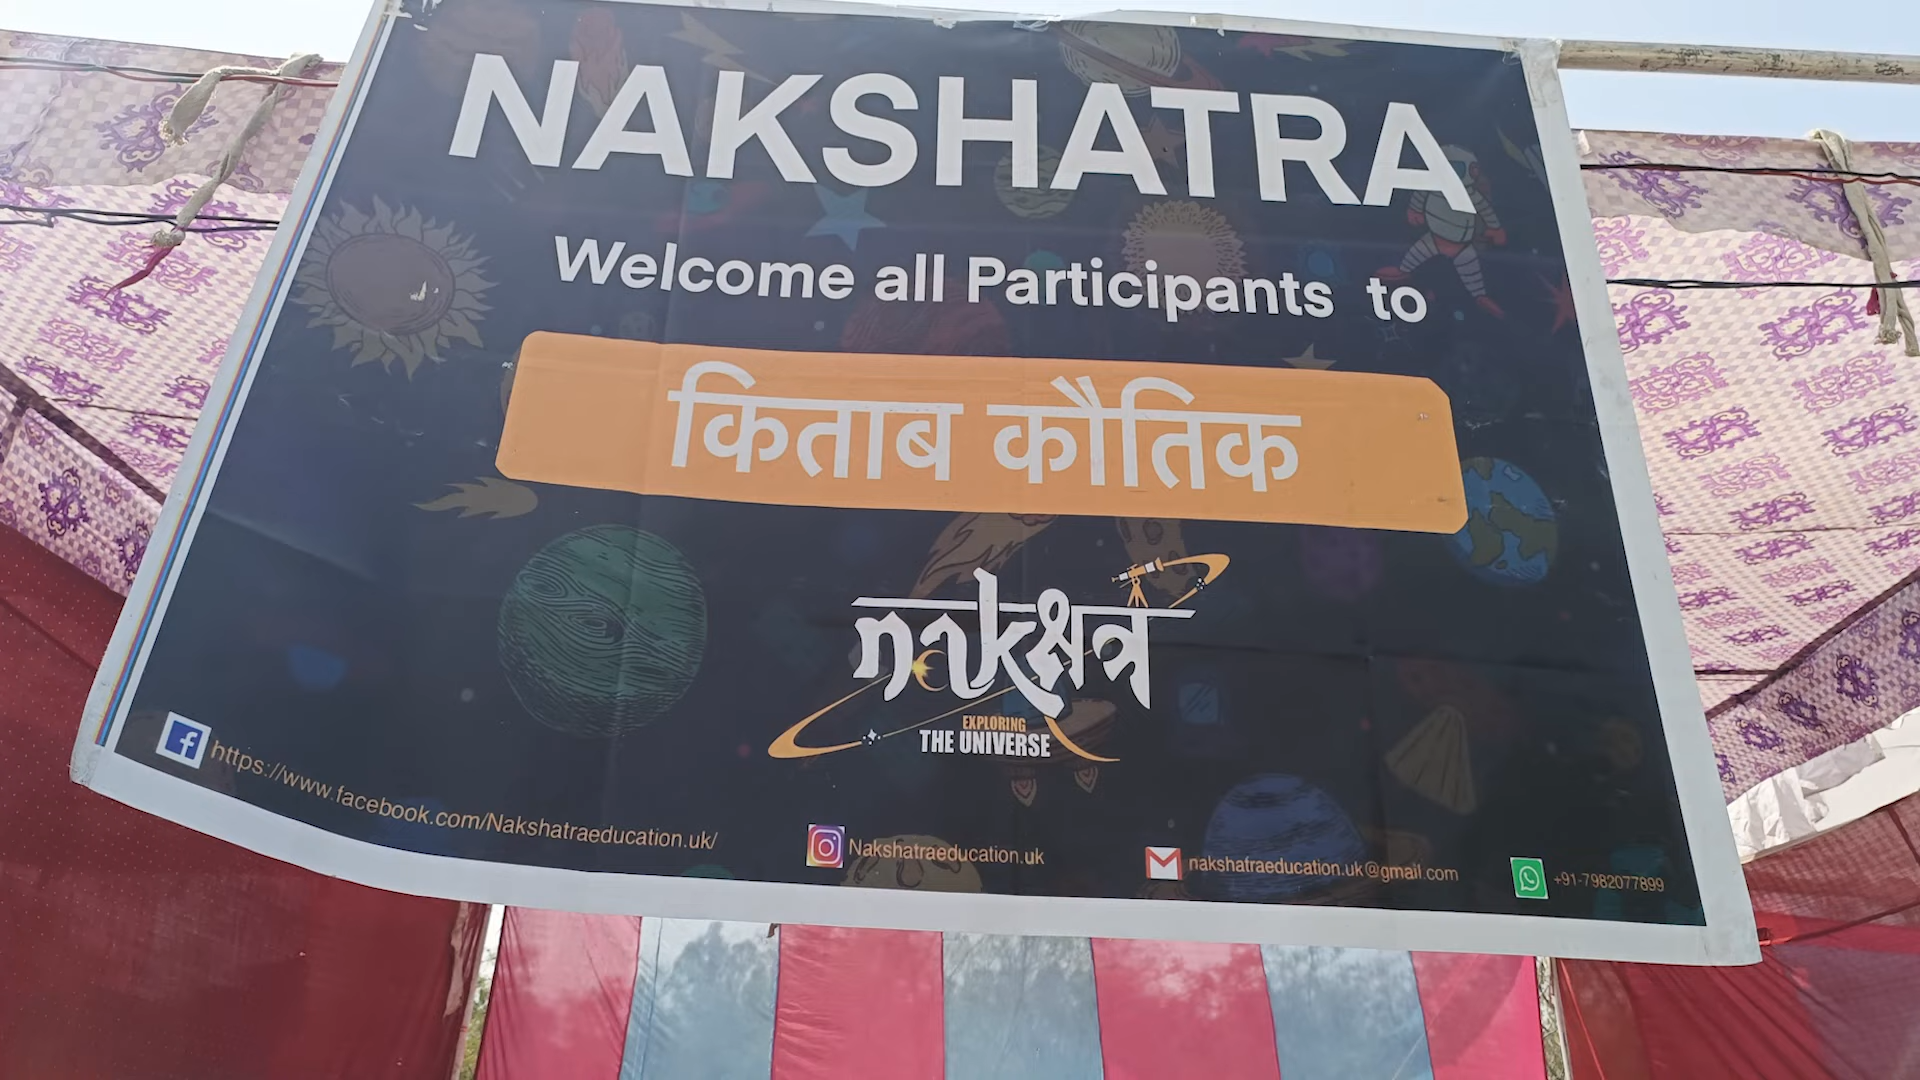 NAKSHATRA
Welcome all Participants to
किताब कौतिक
nakक्षत्र
EXPLORING
THE UNIVERSE
https://www.facebook.com/Nakshatraeducation.uk/
Nakshatraeducation.uk
nakshatraeducation.uk@gmail.com
+91-7982077899